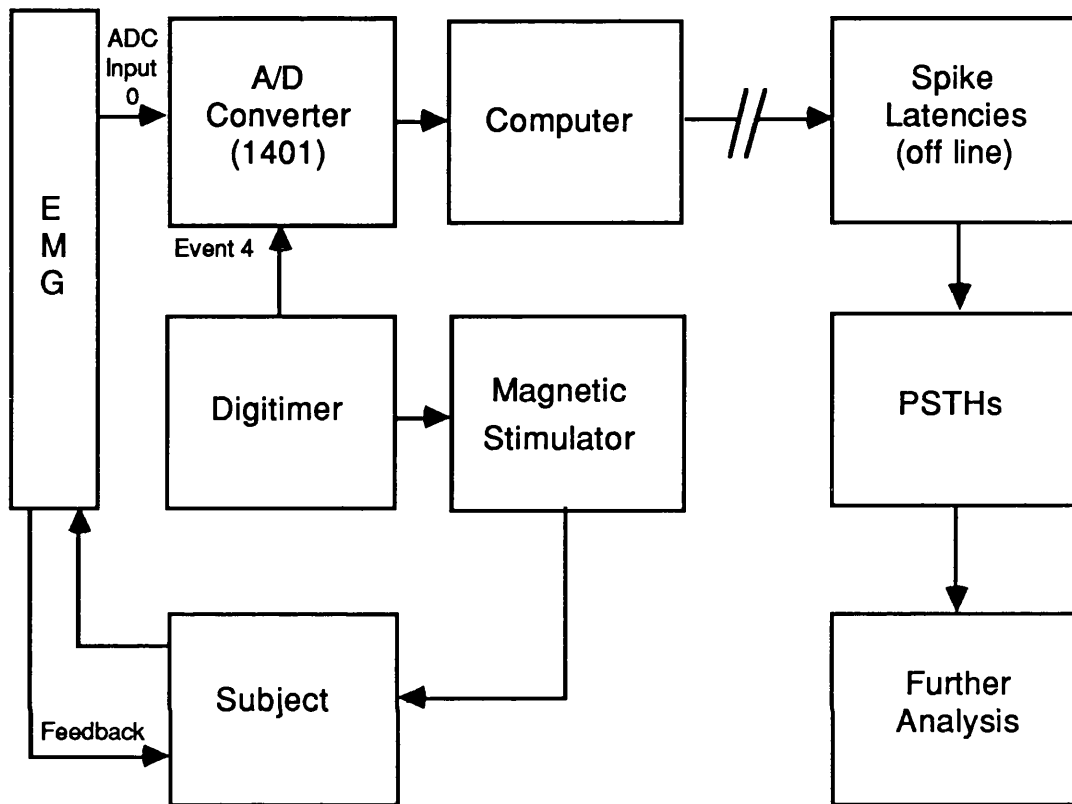 ADC
Input
0
E
M
G
A/D
Converter
(1401)
Computer
Spike
Latencies
(off line)
Event 4
Digitimer
Magnetic
Stimulator
PSTHs
Subject
Feedback
Further
Analysis